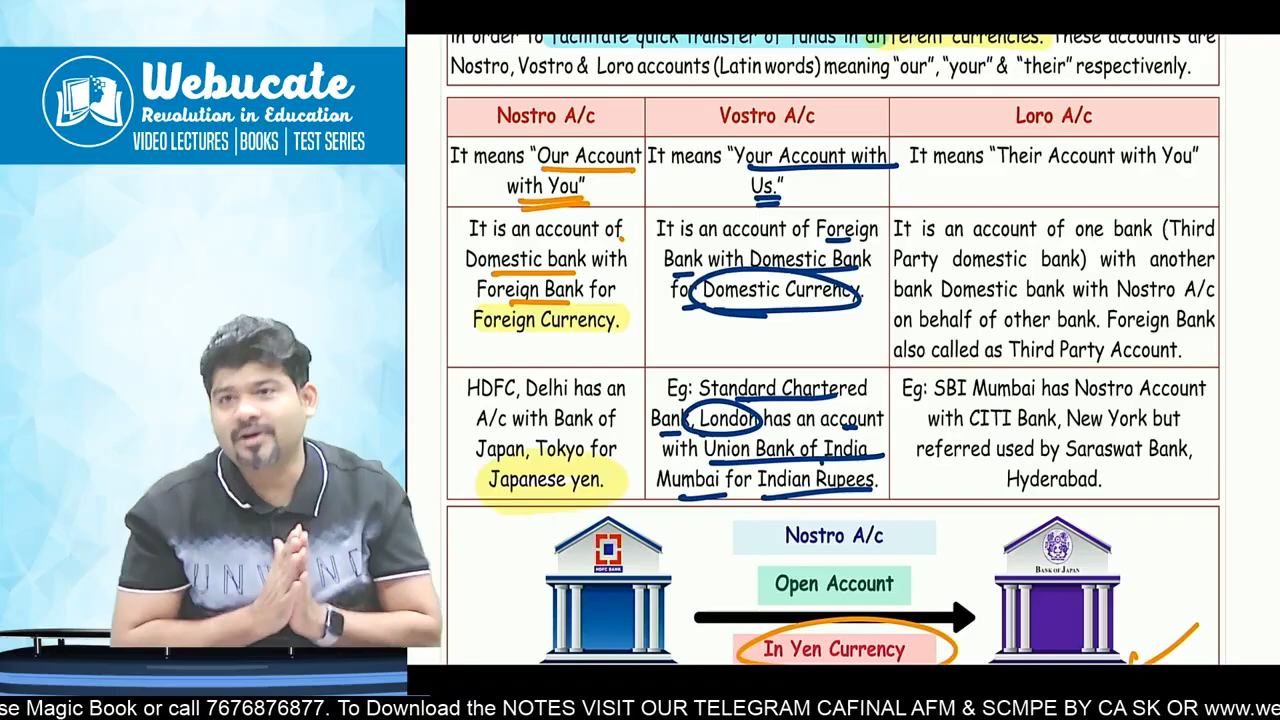 Webucate
Revolution in Education
VIDEO LECTURES | BOOKS | TEST SERIES
in order to facilitate quick transfer of funds in different currencies. These accounts are
Nostro, Vostro & Loro accounts (Latin words) meaning “our”, “your” & “their” respectivenly.
Nostro A/c
Vostro A/c
Loro A/c
It means “Our Account
with You”
It means “Your Account with
Us.”
It means “Their Account with You”
It is an account of
Domestic bank with
Foreign Bank for
Foreign Currency.
It is an account of Foreign
Bank with Domestic Bank
for Domestic Currency.
It is an account of one bank (Third
Party domestic bank) with another
bank Domestic bank with Nostro A/c
on behalf of other bank. Foreign Bank
also called as Third Party Account.
HDFC, Delhi has an
A/c with Bank of
Japan, Tokyo for
Japanese yen.
Eg: Standard Chartered
Bank, London has an account
with Union Bank of India
Mumbai for Indian Rupees.
Eg: SBI Mumbai has Nostro Account
with CITI Bank, New York but
referred used by Saraswat Bank,
Hyderabad.
HDFC BANK
Nostro A/c
Open Account
In Yen Currency
BANK OF JAPAN
se Magic Book or call 7676876877. To Download the NOTES VISIT OUR TELEGRAM CAFINAL AFM & SCMPE BY CA SK OR www.we